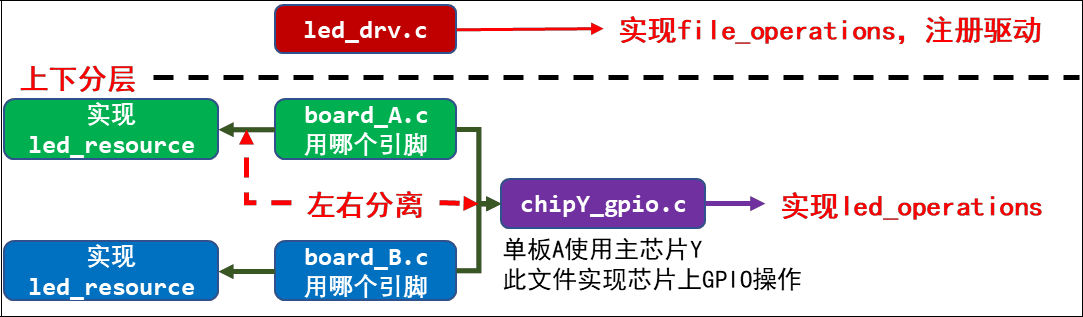 led_drv.c
实现file_operations，注册驱动
上下分层
实现
led_resource
board_A.c
用哪个引脚
左右分离
chipY_gpio.c
实现led_operations
单板A使用主芯片Y
此文件实现芯片上GPIO操作
实现
led_resource
board_B.c
用哪个引脚